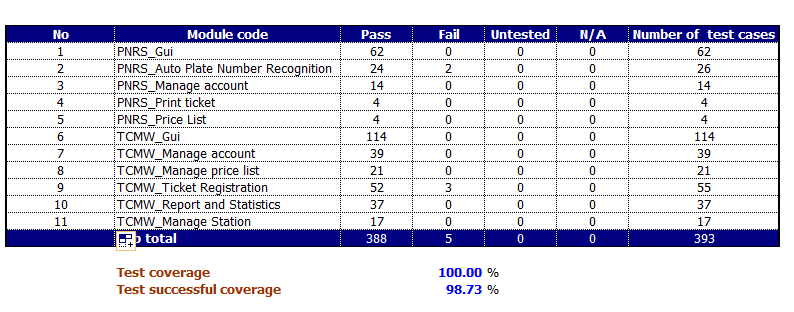 No Module code Pass Fail Untested N/A Number of test cases
1 PNRS_Gui 62 0 0 0 62
2 PNRS_Auto Plate Number Recognition 24 2 0 0 26
3 PNRS_Manage account 14 0 0 0 14
4 PNRS_Print ticket 4 0 0 0 4
5 PNRS_Price List 4 0 0 0 4
6 TCMW_Gui 114 0 0 0 114
7 TCMW_Manage account 39 0 0 0 39
8 TCMW_Manage price list 21 0 0 0 21
9 TCMW_Ticket Registration 52 3 0 0 55
10 TCMW_Report and Statistics 37 0 0 0 37
11 TCMW_Manage Station 17 0 0 0 17
total 388 5 0 0 393
Test coverage 100.00 %
Test successful coverage 98.73 %